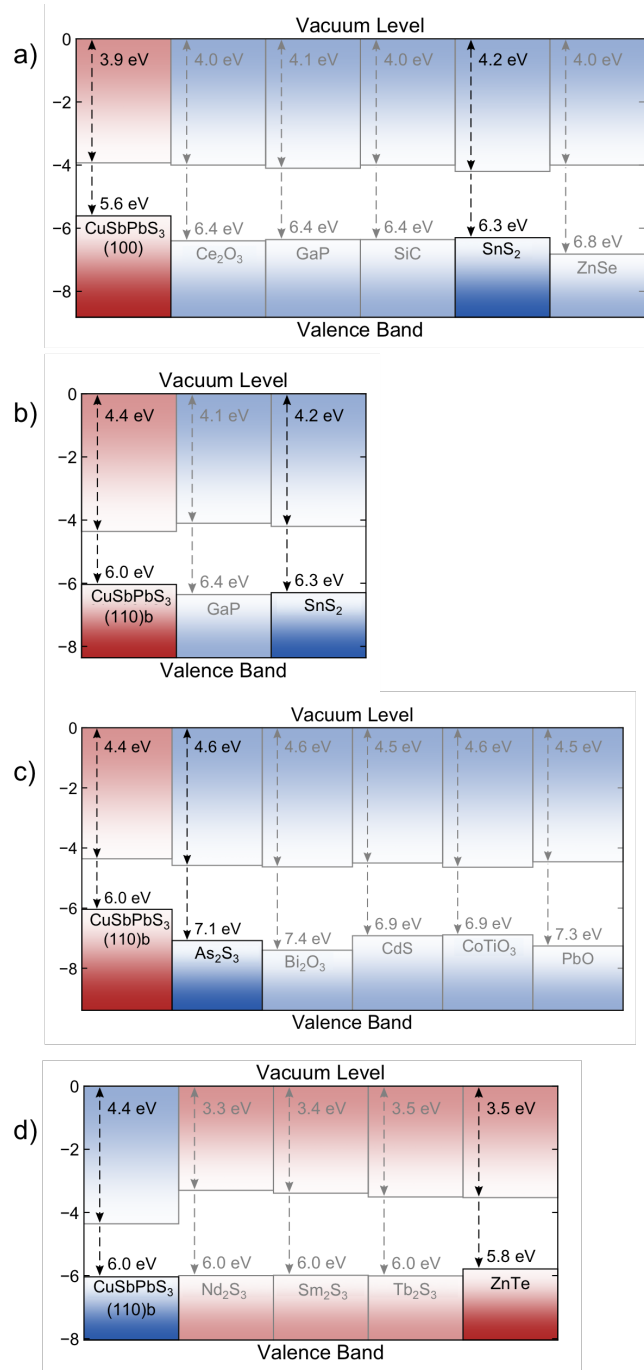 a)
Vacuum Level
0
3.9 eV 4.0 eV 4.1 eV 4.0 eV 4.2 eV 4.0 eV
−2
−4
5.6 eV
−6
6.4 eV 6.4 eV 6.4 eV 6.3 eV 6.8 eV
CuSbPbS₃ Ce₂O₃ GaP SiC SnS₂ ZnSe
(100)
−8
Valence Band
b)
Vacuum Level
0
4.4 eV 4.1 eV 4.2 eV
−2
−4
6.0 eV 6.4 eV 6.3 eV
−6
CuSbPbS₃ GaP SnS₂
(110)b
−8
Valence Band
c)
Vacuum Level
0
4.4 eV 4.6 eV 4.6 eV 4.5 eV 4.6 eV 4.5 eV
−2
−4
−6
6.0 eV 7.1 eV 7.4 eV 6.9 eV 6.9 eV 7.3 eV
CuSbPbS₃ As₂S₃ Bi₂O₃ CdS CoTiO₃ PbO
(110)b
−8
Valence Band
d)
Vacuum Level
0
4.4 eV 3.3 eV 3.4 eV 3.5 eV 3.5 eV
−2
−4
6.0 eV 6.0 eV 6.0 eV 6.0 eV 5.8 eV
−6
CuSbPbS₃ Nd₂S₃ Sm₂S₃ Tb₂S₃ ZnTe
(110)b
−8
Valence Band